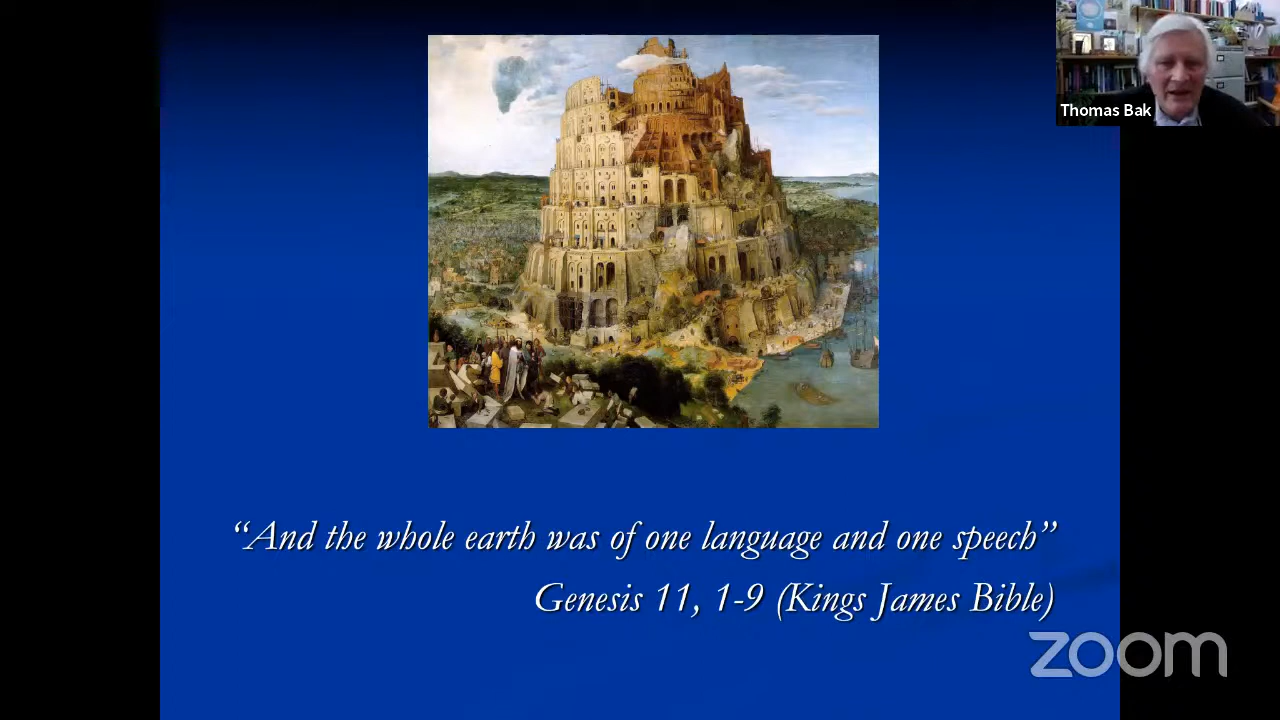 Thomas Bak
“And the whole earth was of one language and one speech”
Genesis 11, 1-9 (Kings James Bible)
zoom